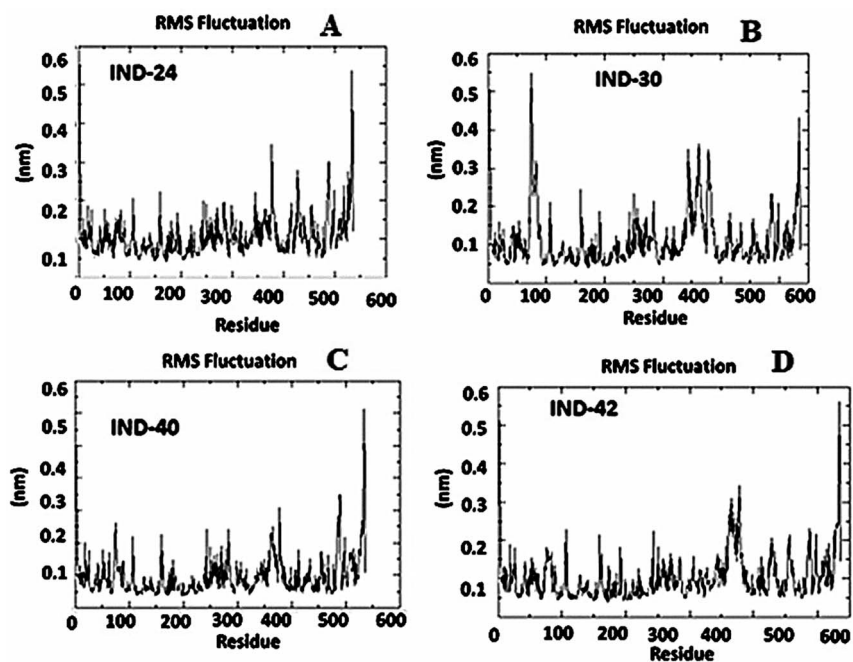 RMS Fluctuation A
IND-24
(nm)
0.6
0.5
0.4
0.3
0.2
0.1
0 100 200 300 400 500 600
Residue
RMS Fluctuation B
IND-30
(nm)
0.6
0.5
0.4
0.3
0.2
0.1
0 100 200 300 400 500 600
Residue
RMS Fluctuation C
IND-40
(nm)
0.6
0.5
0.4
0.3
0.2
0.1
0 100 200 300 400 500 600
Residue
RMS Fluctuation D
IND-42
(nm)
0.6
0.5
0.4
0.3
0.2
0.1
0 100 200 300 400 500 600
Residue